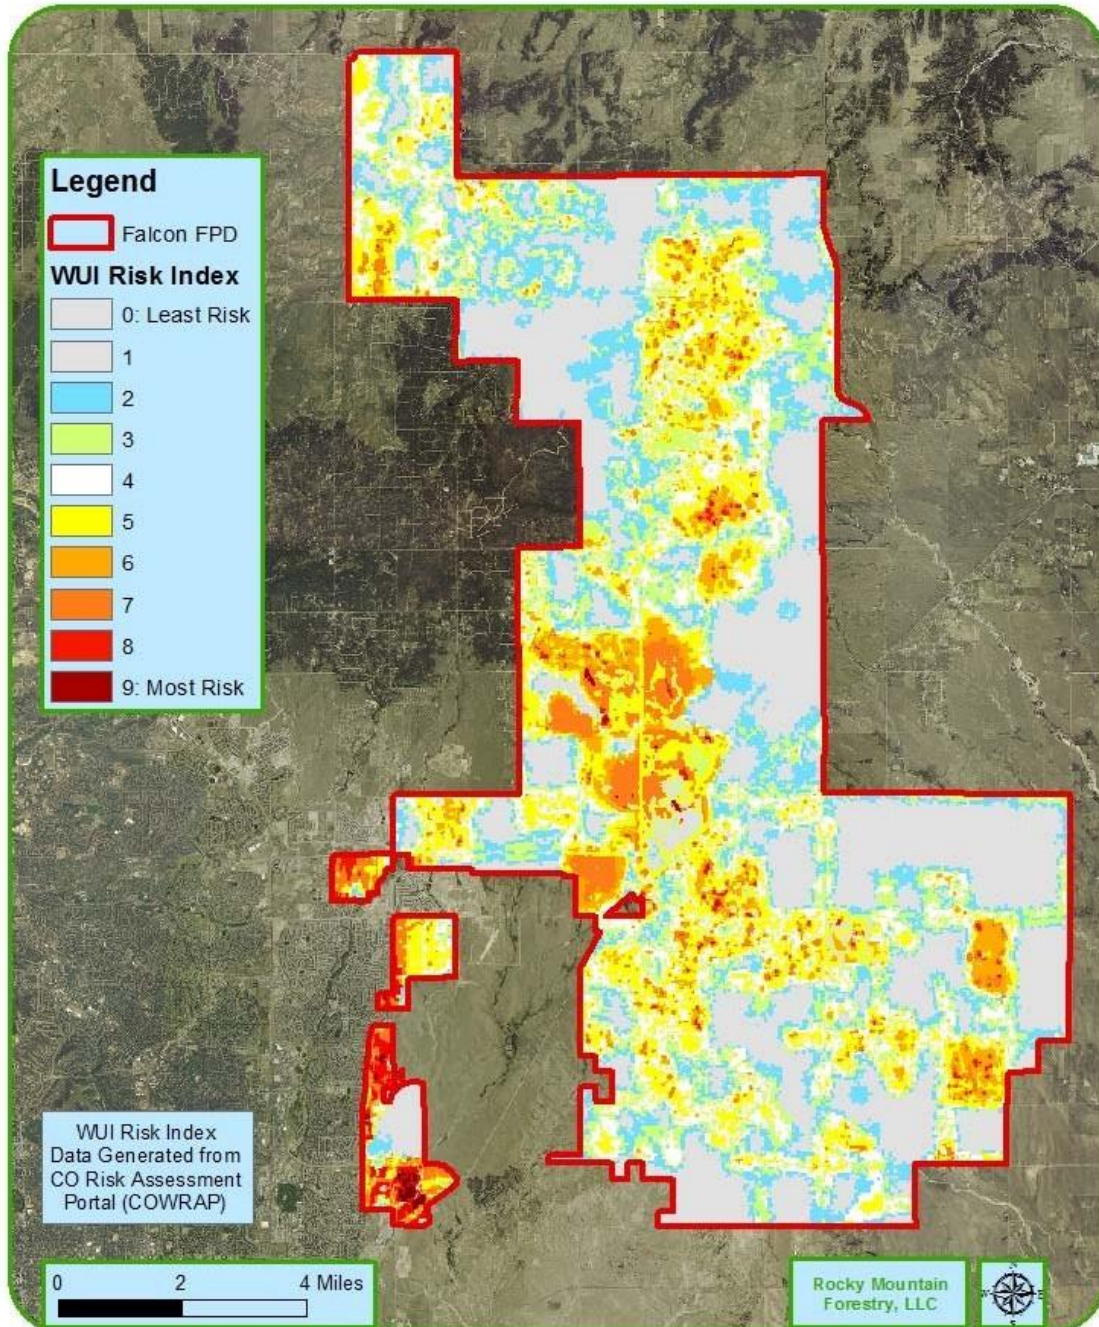 Legend
Falcon FPD
WUI Risk Index
0: Least Risk
1
2
3
4
5
6
7
8
9: Most Risk
WUI Risk Index
Data Generated from
CO Risk Assessment
Portal (COWRAP)
0 2 4 Miles
Rocky Mountain
Forestry, LLC
N
W E
S